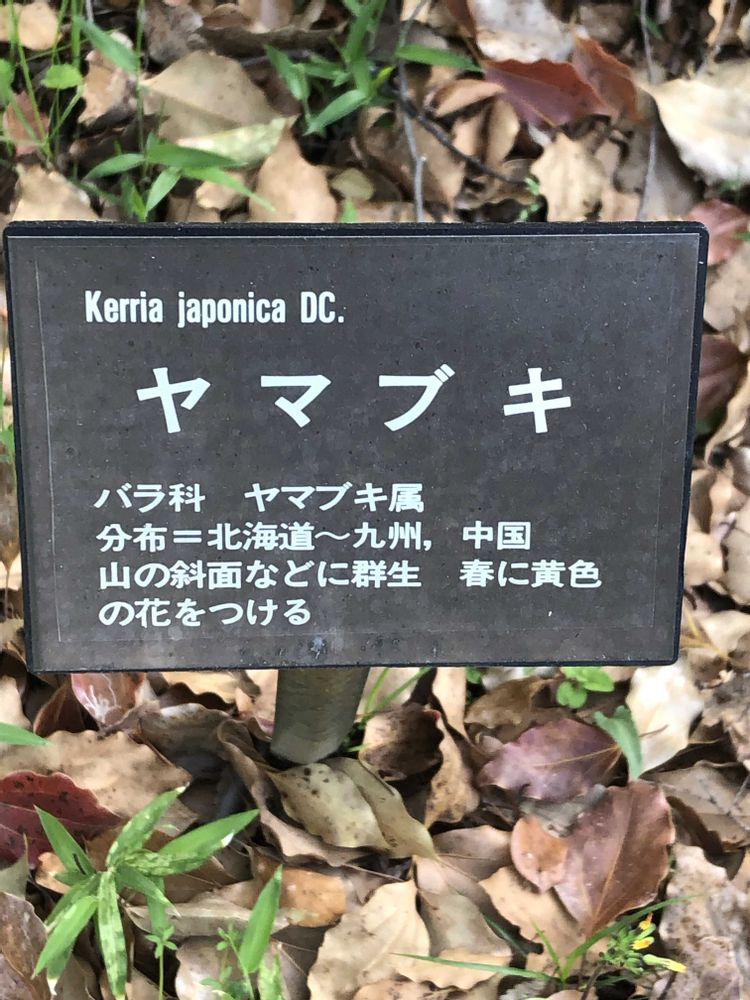 Kerria japonica DC.
ヤマブキ
バラ科　ヤマブキ属
分布＝北海道～九州，中国
山の斜面などに群生　春に黄色
の花をつける